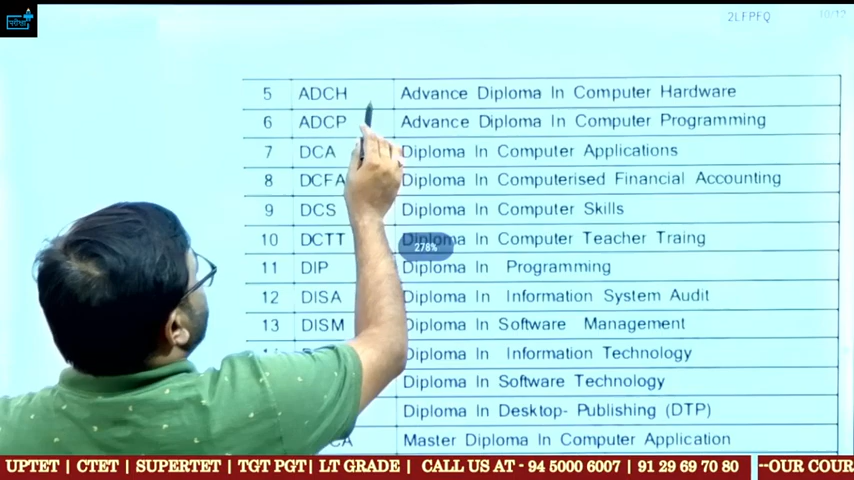 परीक्षा
2LFPFQ
10/12
5 ADCH Advance Diploma In Computer Hardware
6 ADCP Advance Diploma In Computer Programming
7 DCA Diploma In Computer Applications
8 DCFA Diploma In Computerised Financial Accounting
9 DCS Diploma In Computer Skills
10 DCTT Diploma In Computer Teacher Traing
278%
11 DIP Diploma In Programming
12 DISA Diploma In Information System Audit
13 DISM Diploma In Software Management
Diploma In Information Technology
Diploma In Software Technology
Diploma In Desktop- Publishing (DTP)
CA Master Diploma In Computer Application
UPTET | CTET | SUPERTET | TGT PGT| LT GRADE | CALL US AT - 94 5000 6007 | 91 29 69 70 80 --OUR COUR